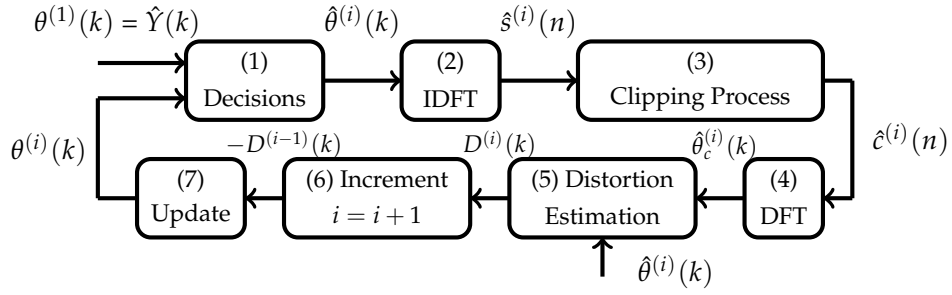 θ^{(1)}(k) = Ŷ(k)
θ̂^{(i)}(k)
ŝ^{(i)}(n)
(1)
Decisions
(2)
IDFT
(3)
Clipping Process
θ^{(i)}(k)
ĉ^{(i)}(n)
−D^{(i−1)}(k)
D^{(i)}(k)
θ̂_c^{(i)}(k)
(7)
Update
(6) Increment
i = i + 1
(5) Distortion
Estimation
(4)
DFT
θ̂^{(i)}(k)